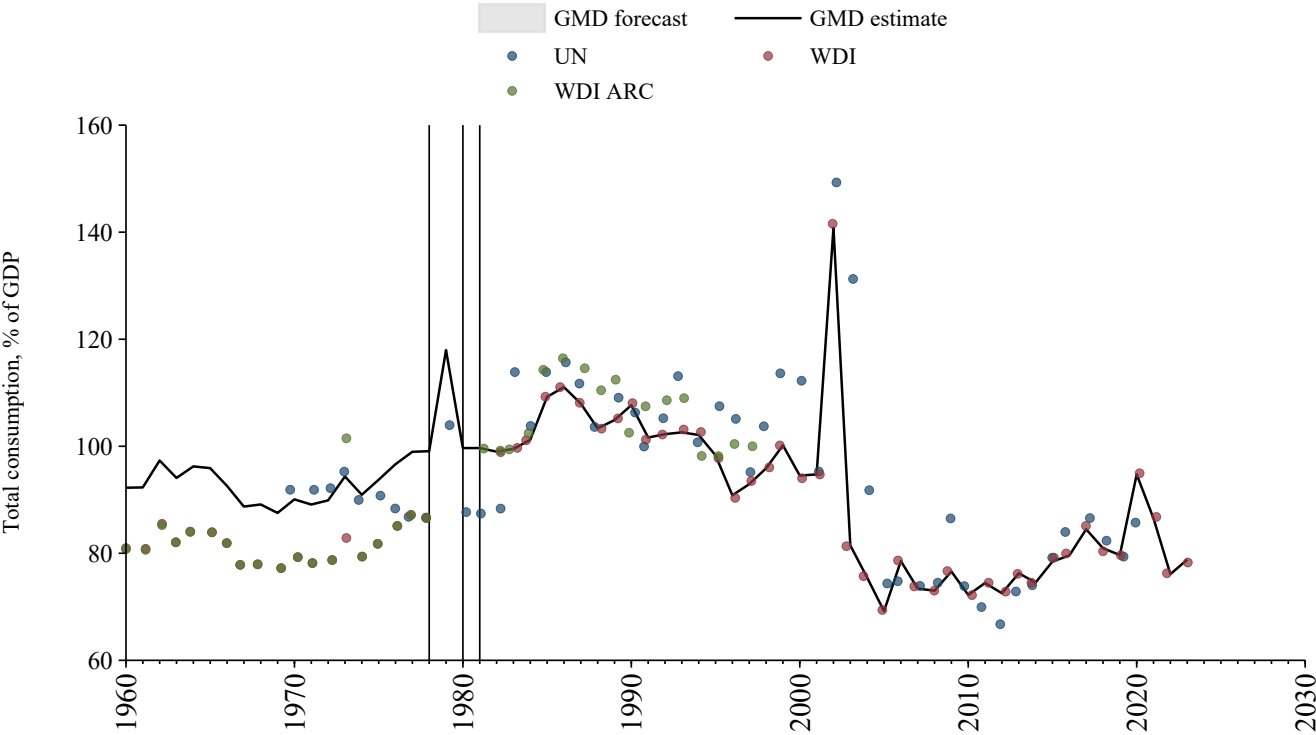 GMD forecast
GMD estimate
UN
WDI
WDI ARC
Total consumption, % of GDP
160
140
120
100
80
60
1960
1970
1980
1990
2000
2010
2020
2030